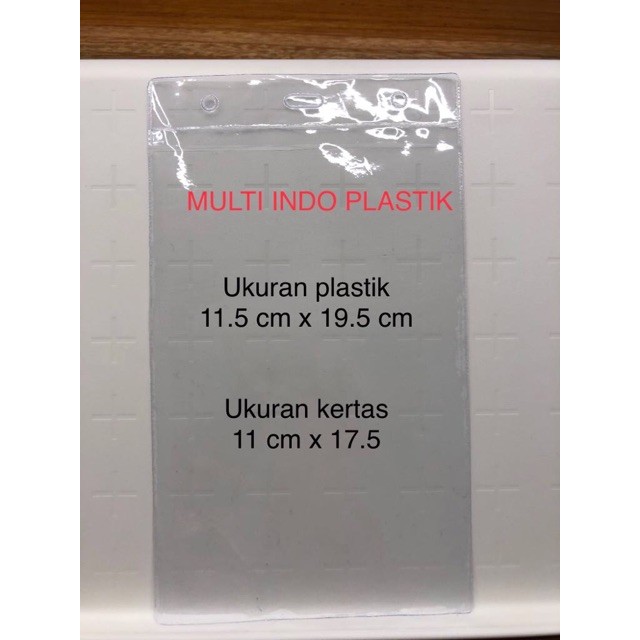 MULTI INDO PLASTIK
Ukuran plastik
11.5 cm x 19.5 cm
Ukuran kertas
11 cm x 17.5